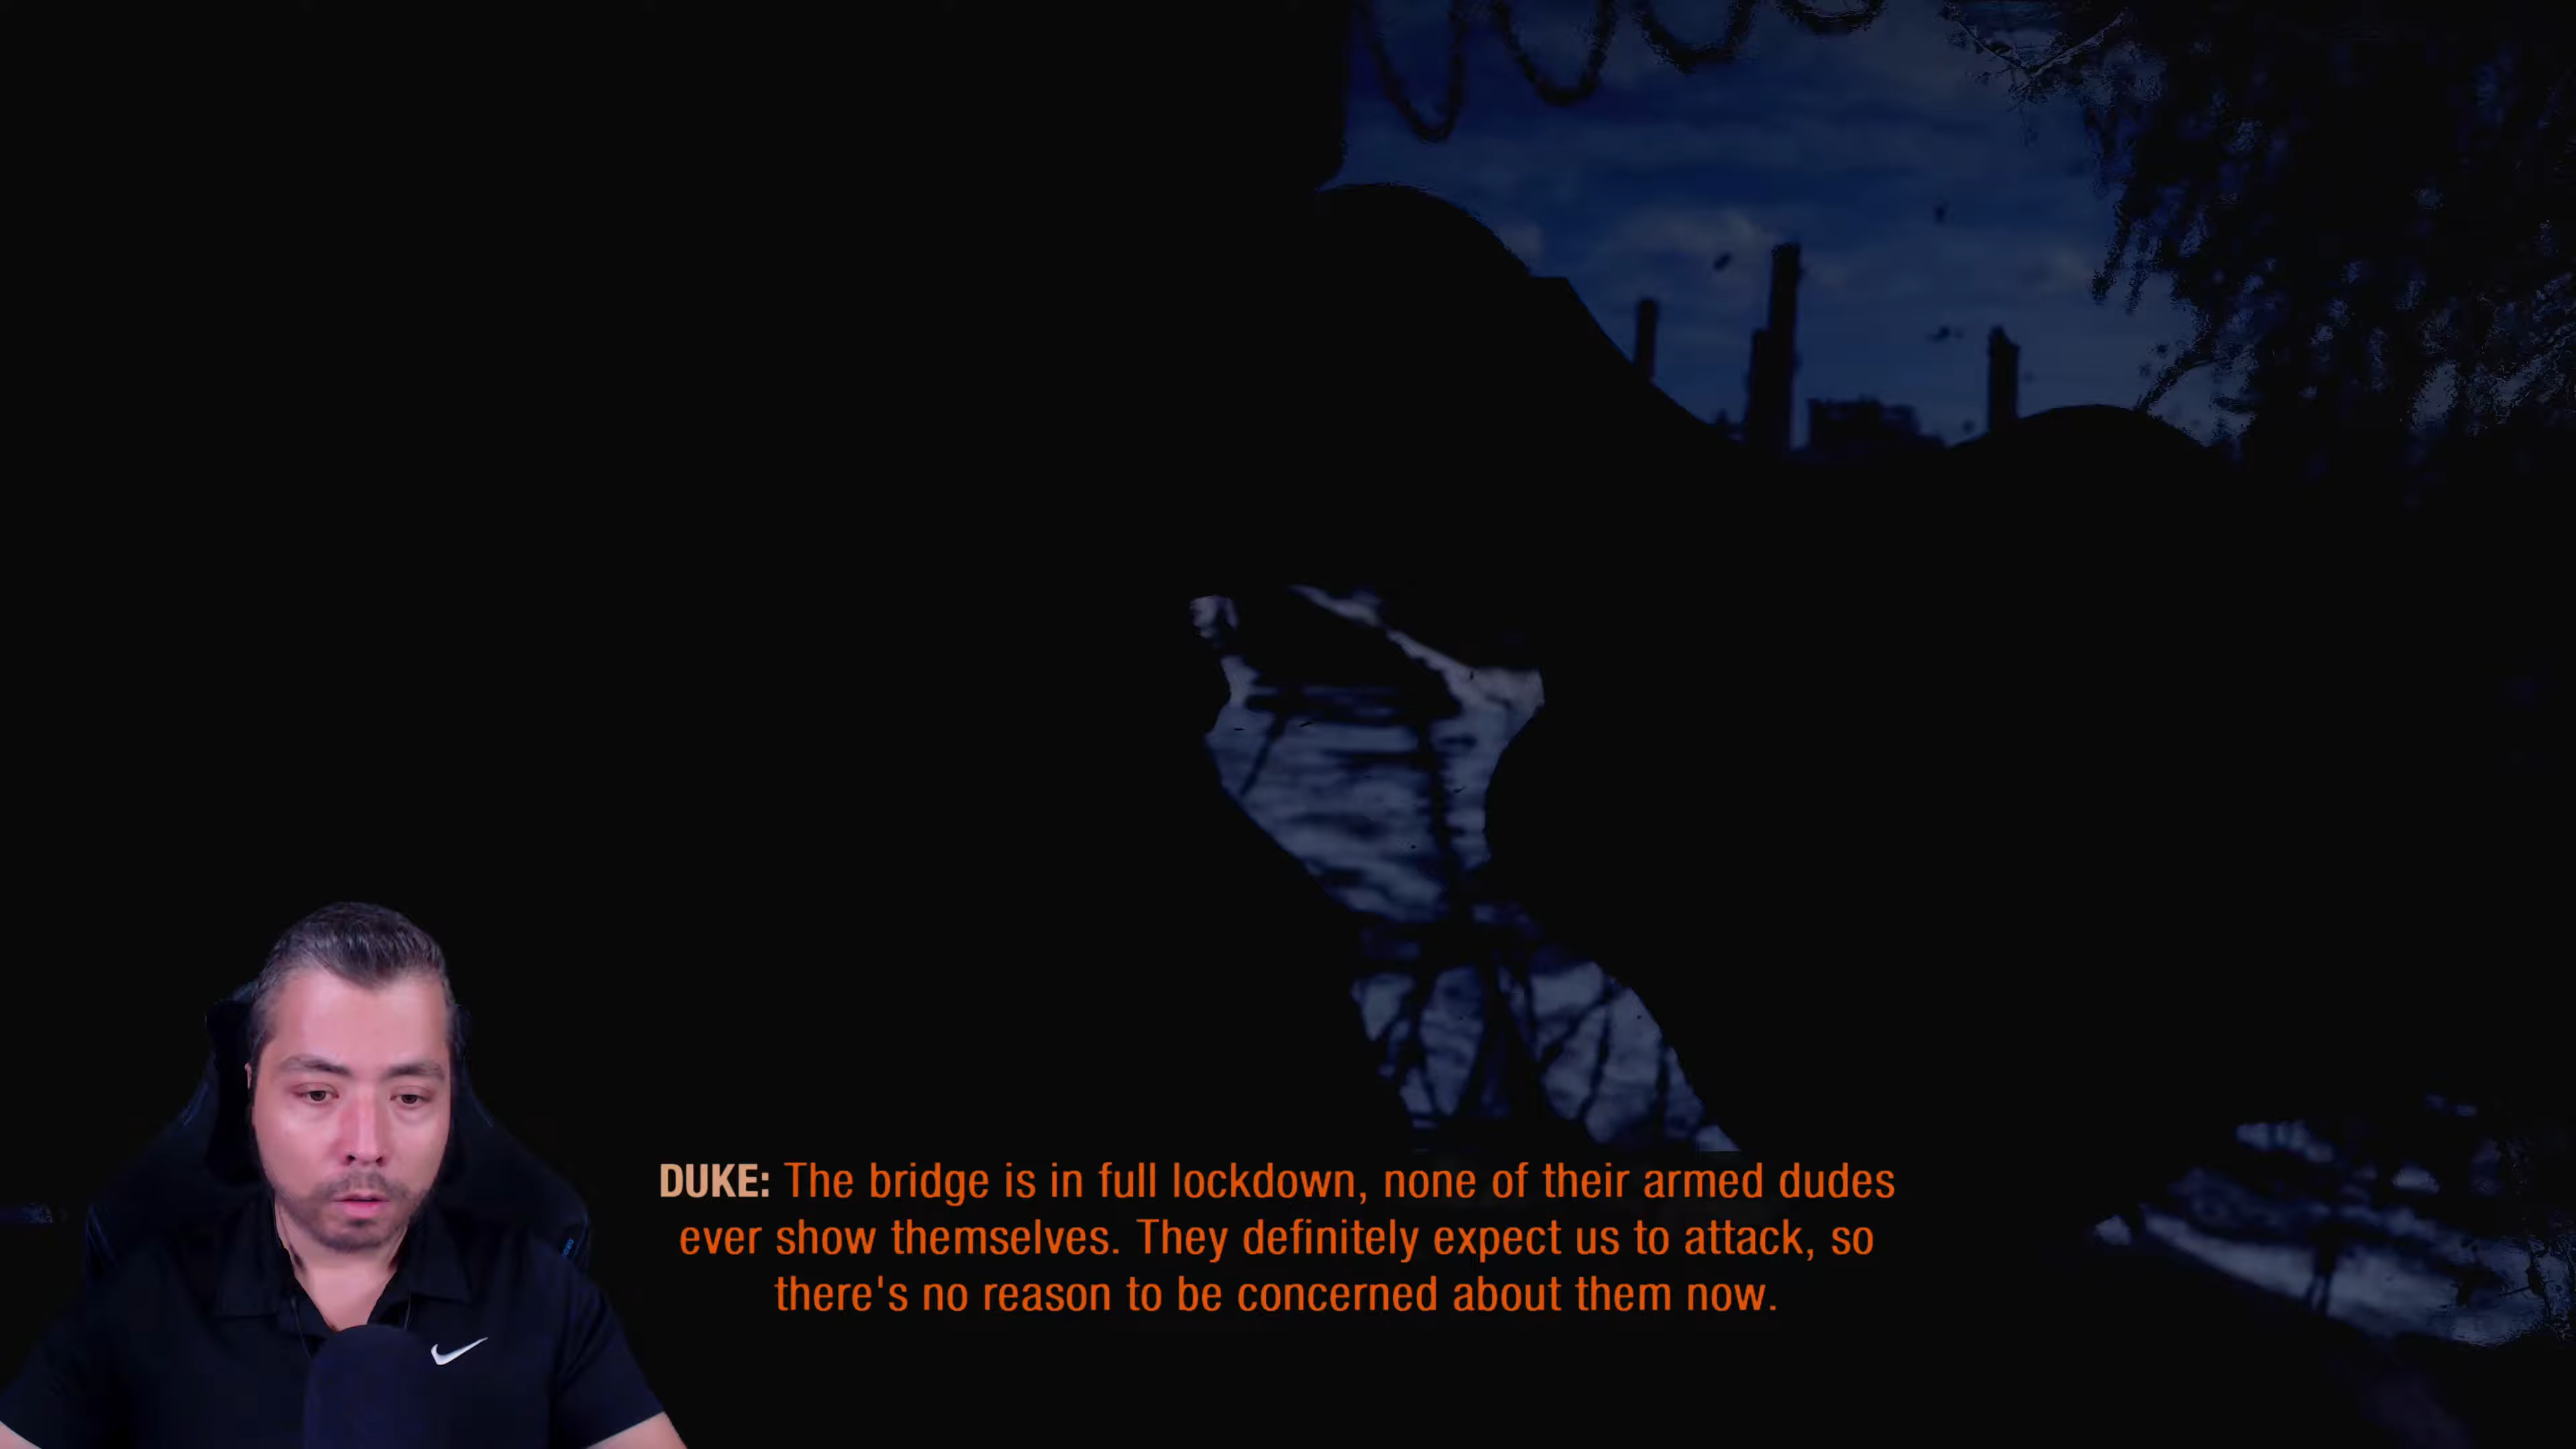 DUKE: The bridge is in full lockdown, none of their armed dudes
ever show themselves. They definitely expect us to attack, so
there's no reason to be concerned about them now.